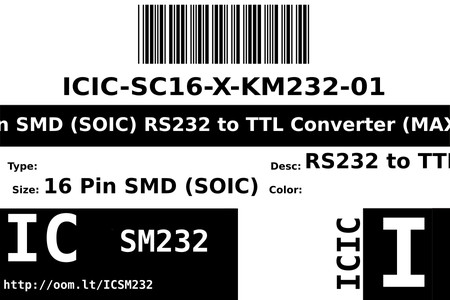 ICIC-SC16-X-KM232-01
n SMD (SOIC) RS232 to TTL Converter (MAX
Type:
Desc: RS232 to TTL
Size: 16 Pin SMD (SOIC)
Color:
IC
SM232
http://oom.lt/ICSM232
ICIC
I